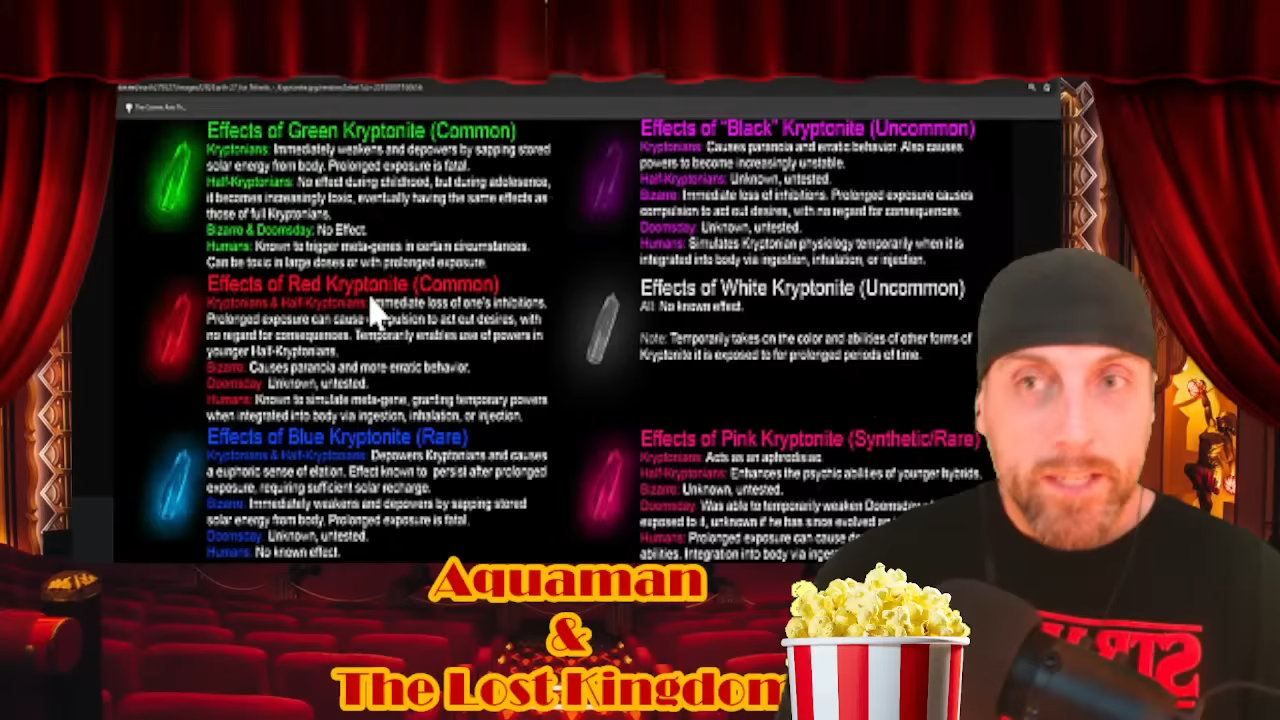 Effects of Green Kryptonite (Common)
Kryptonians: Immediately weakens and depowers by sapping stored
solar energy from body. Prolonged exposure is fatal.
Half-Kryptonians: No effect during childhood, but during adolesence,
it becomes increasingly toxic, eventually having the same effects as
those of full Kryptonians.
Bizarro & Doomsday: No Effect.
Humans: Known to trigger meta-genes in certain circumstances.
Can be toxic in large doses or with prolonged exposure.
Effects of Red Kryptonite (Common)
Kryptonians & Half-Kryptonians: Immediate loss of one's inhibitions.
Prolonged exposure can cause compulsion to act out desires, with
no regard for consequences. Temporarily enables use of powers in
younger Half-Kryptonians.
Bizarro: Causes paranoia and more erratic behavior.
Doomsday: Unknown, untested.
Humans: Known to simulate meta-gene, granting temporary powers
when integrated into body via ingestion, inhalation, or injection.
Effects of Blue Kryptonite (Rare)
Kryptonians & Half-Kryptonians: Depowers Kryptonians and causes
a euphoric sense of elation. Effect known to persist after prolonged
exposure, requiring sufficient solar recharge.
Bizarro: Immediately weakens and depowers by sapping stored
solar energy from body. Prolonged exposure is fatal.
Doomsday: Unknown, untested.
Humans: No known effect.
Effects of "Black" Kryptonite (Uncommon)
Kryptonians: Causes paranoia and erratic behavior. Also causes
powers to become increasingly unstable.
Half-Kryptonians: Unknown, untested.
Bizarro: Immediate loss of inhibitions. Prolonged exposure causes
compulsion to act out desires, with no regard for consequences.
Doomsday: Unknown, untested.
Humans: Simulates Kryptonian physiology temporarily when it is
integrated into body via ingestion, inhalation, or injection.
Effects of White Kryptonite (Uncommon)
All: No known effect.
Note: Temporarily takes on the color and abilities of other forms of
Kryptonite it is exposed to for prolonged periods of time.
Effects of Pink Kryptonite (Synthetic/Rare)
Kryptonians: Acts as an aphrodisiac.
Half-Kryptonians: Enhances the psychic abilities of younger hybrids.
Bizarro: Unknown, untested.
Doomsday: Was able to temporarily weaken Doomsday
exposed to it, unknown if he has since evolved
Humans: Prolonged exposure can cause
abilities. Integration into body via
Aquaman
&
The Lost Kingdom